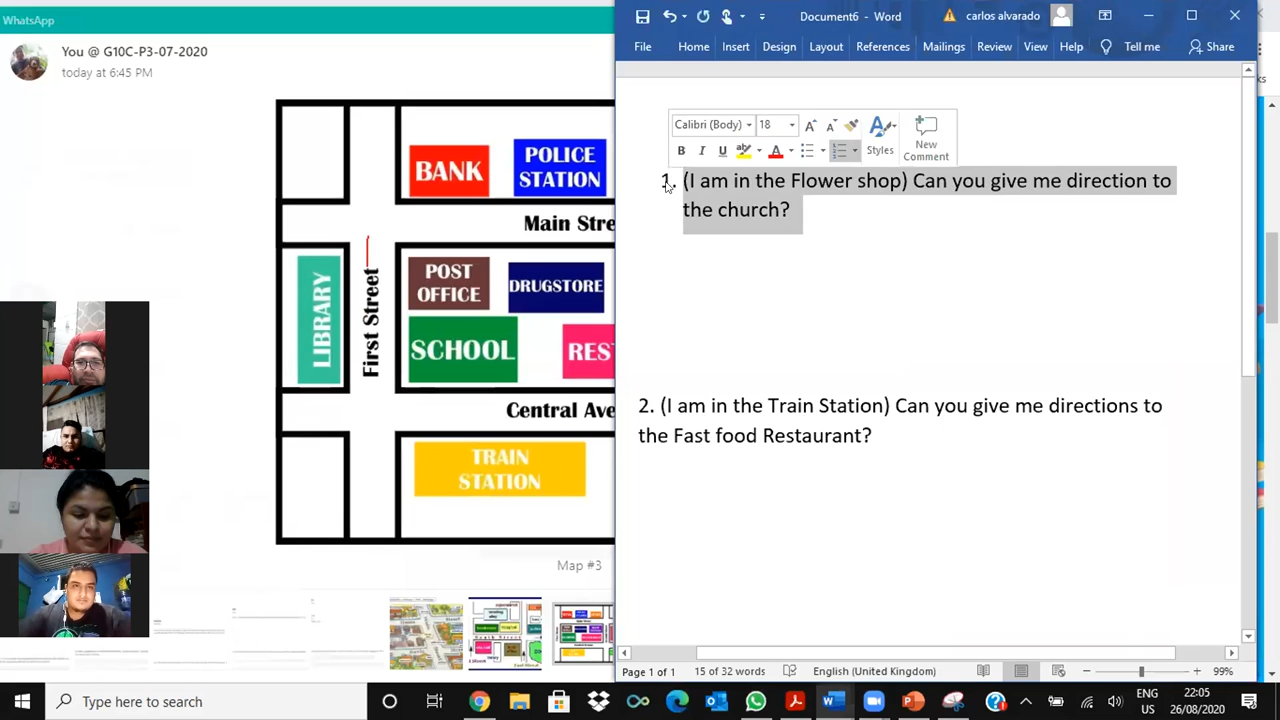 WhatsApp
You @ G10C-P3-07-2020
today at 6:45 PM
BANK
POLICE
STATION
Main Stre
LIBRARY
First Street
POST
OFFICE
DRUGSTORE
SCHOOL
RES
Central Ave
TRAIN
STATION
Map #3
Document6 - Word
carlos alvarado
File Home Insert Design Layout References Mailings Review View Help Tell me Share
Calibri (Body) 18
Styles
New
Comment
1. (I am in the Flower shop) Can you give me direction to
the church?
2. (I am in the Train Station) Can you give me directions to
the Fast food Restaurant?
Page 1 of 1 15 of 32 words English (United Kingdom) 99%
Type here to search
ENG
22:05
26/08/2020